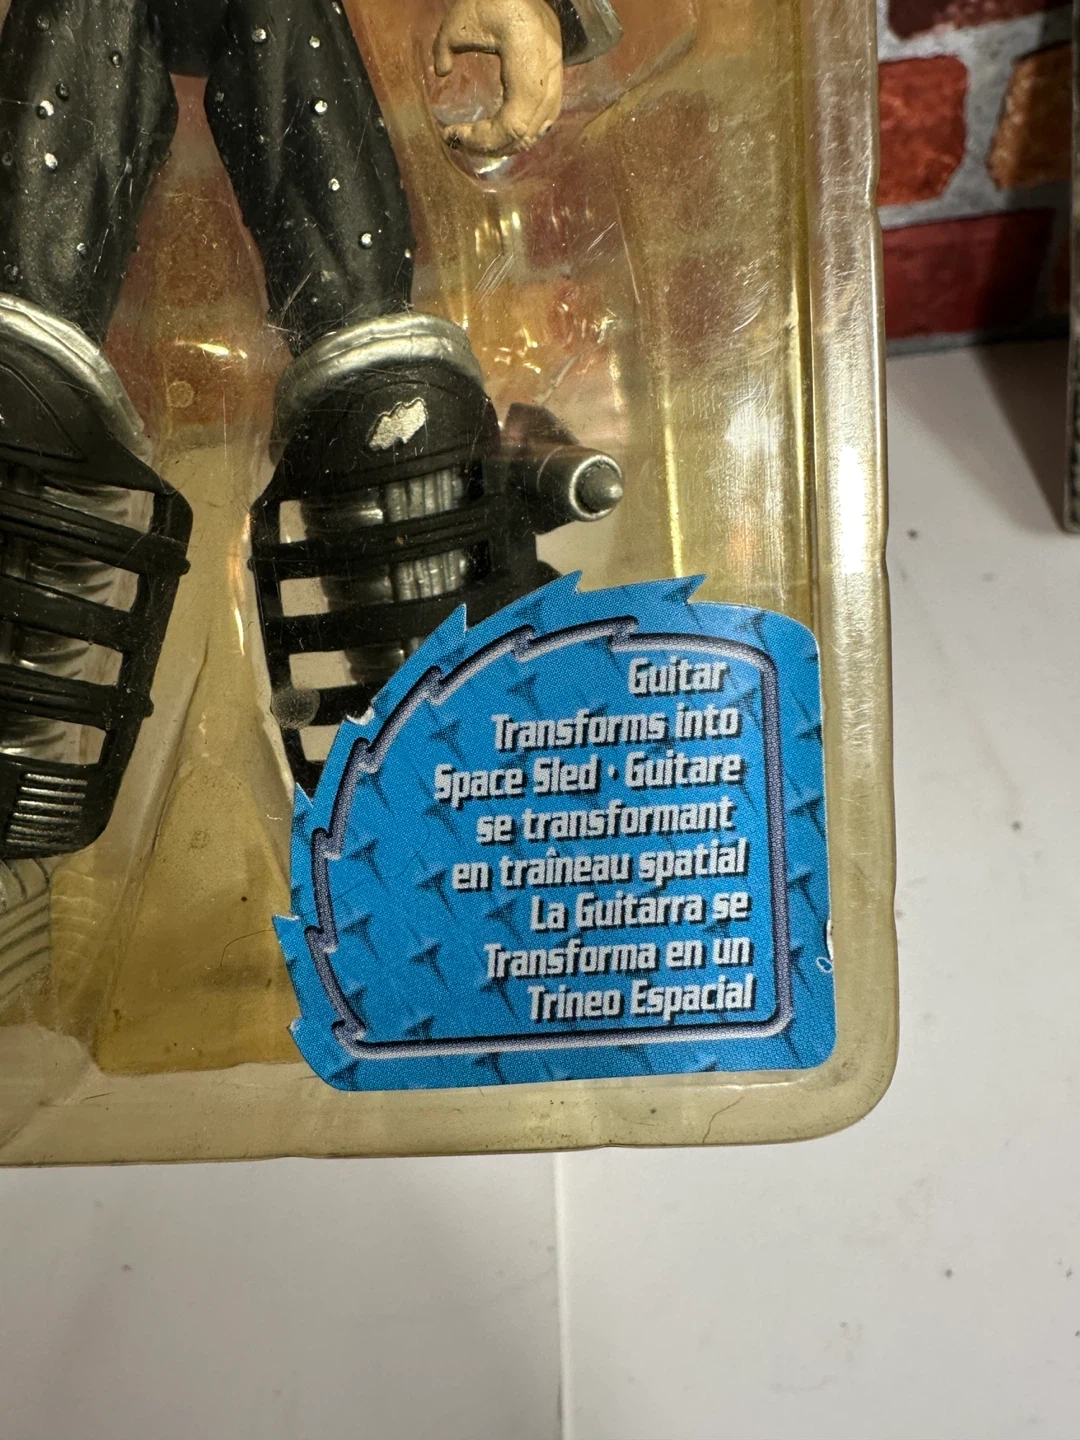 Guitar
Transforms into
Space Sled · Guitare
se transformant
en traîneau spatial
La Guitarra se
Transforma en un
Trineo Espacial